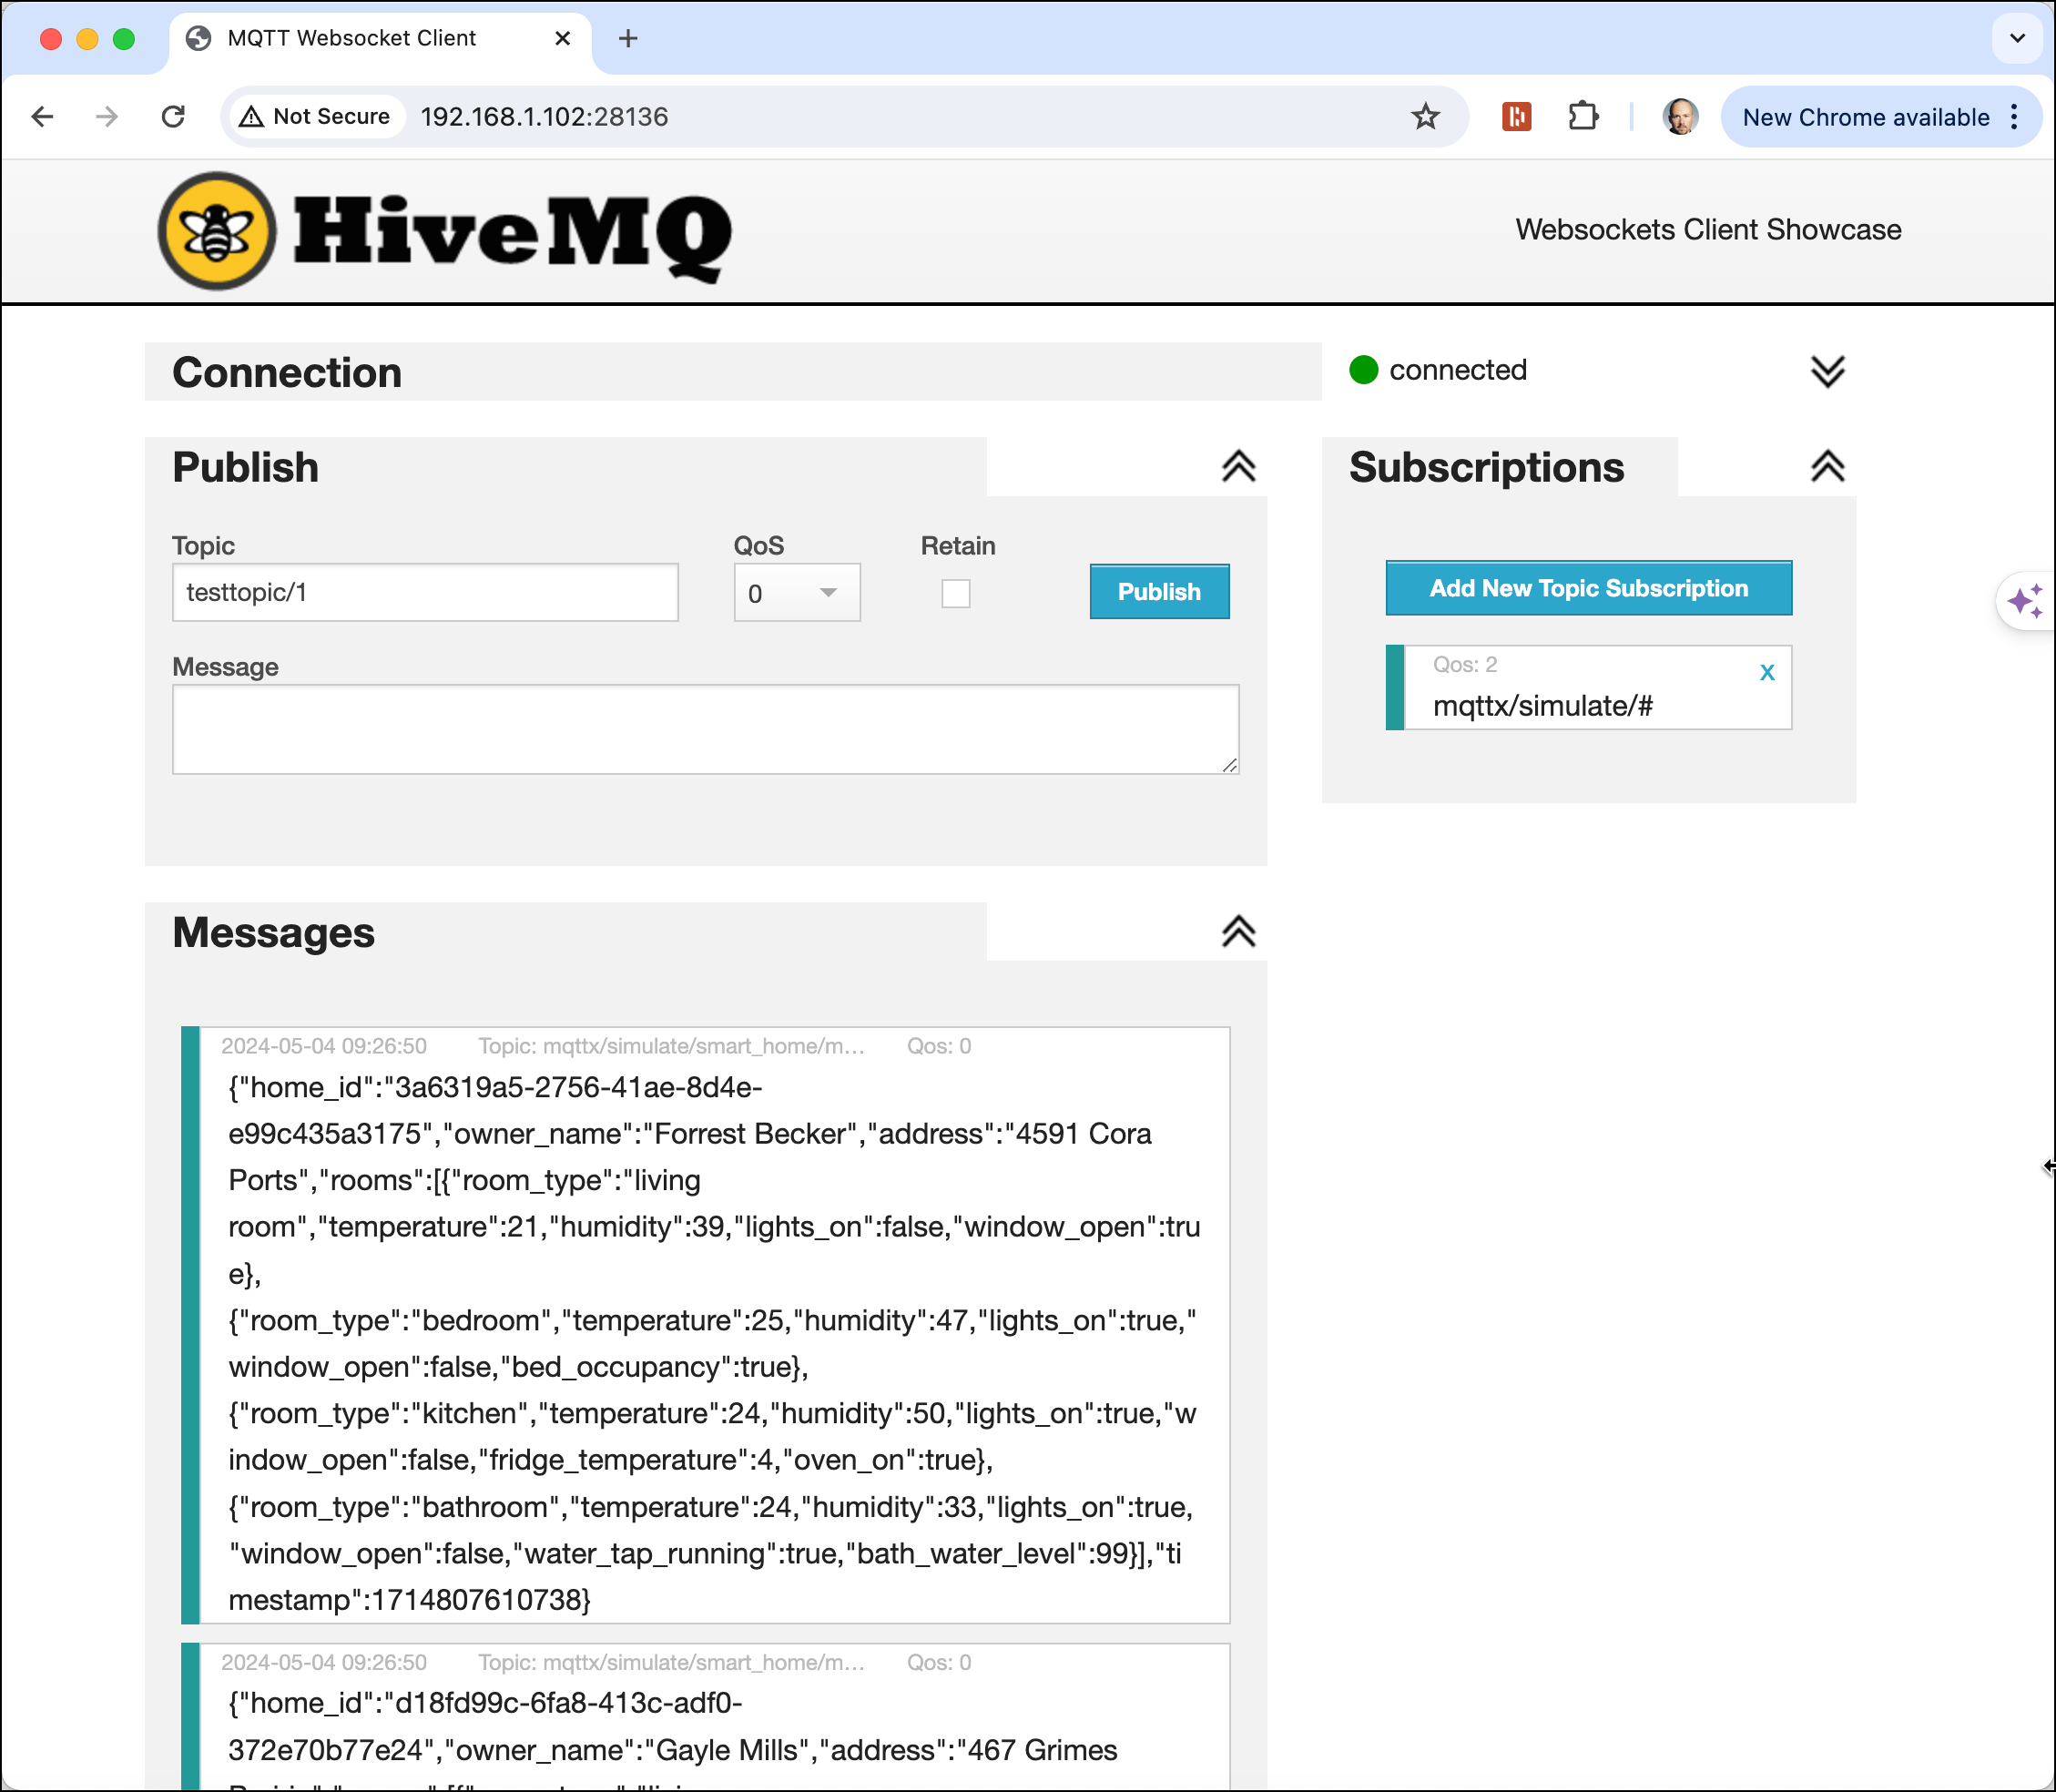 MQTT Websocket Client
Not Secure 192.168.1.102:28136
New Chrome available
HiveMQ
Websockets Client Showcase
Connection
connected
Publish
Subscriptions
Topic QoS Retain
testtopic/1 0 Publish
Add New Topic Subscription
Message
Qos: 2 x
mqttx/simulate/#
Messages
2024-05-04 09:26:50 Topic: mqttx/simulate/smart_home/m... Qos: 0
{"home_id":"3a6319a5-2756-41ae-8d4e-
e99c435a3175","owner_name":"Forrest Becker","address":"4591 Cora
Ports","rooms":[{"room_type":"living
room","temperature":21,"humidity":39,"lights_on":false,"window_open":tru
e},
{"room_type":"bedroom","temperature":25,"humidity":47,"lights_on":true,"
window_open":false,"bed_occupancy":true},
{"room_type":"kitchen","temperature":24,"humidity":50,"lights_on":true,"w
indow_open":false,"fridge_temperature":4,"oven_on":true},
{"room_type":"bathroom","temperature":24,"humidity":33,"lights_on":true,
"window_open":false,"water_tap_running":true,"bath_water_level":99}],"ti
mestamp":1714807610738}
2024-05-04 09:26:50 Topic: mqttx/simulate/smart_home/m... Qos: 0
{"home_id":"d18fd99c-6fa8-413c-adf0-
372e70b77e24","owner_name":"Gayle Mills","address":"467 Grimes